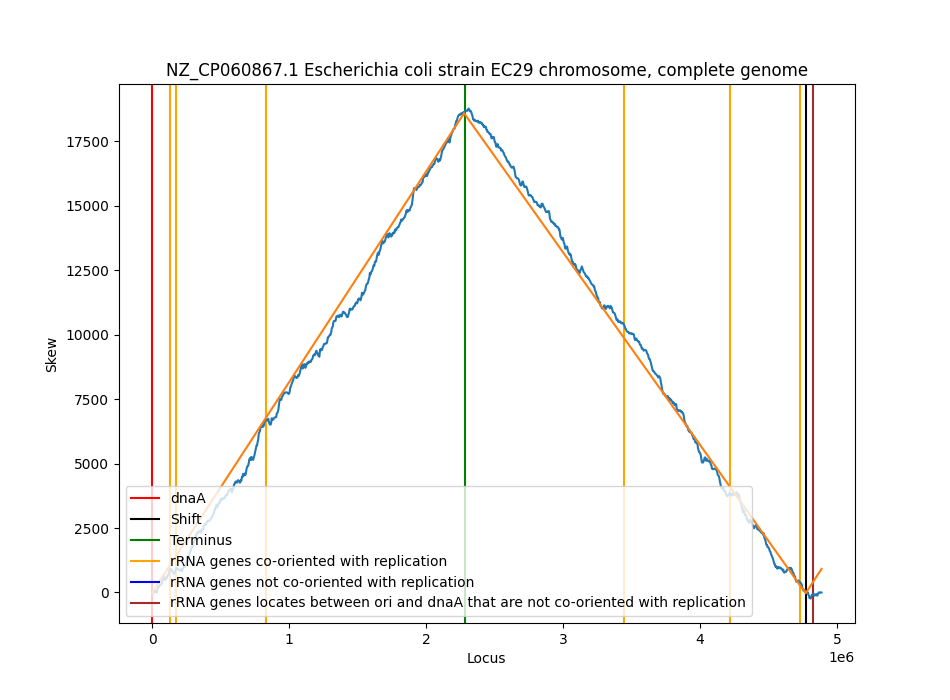 NZ_CP060867.1 Escherichia coli strain EC29 chromosome, complete genome
Skew
17500
15000
12500
10000
7500
5000
2500
0
dnaA
Shift
Terminus
rRNA genes co-oriented with replication
rRNA genes not co-oriented with replication
rRNA genes locates between ori and dnaA that are not co-oriented with replication
0 1 2 3 4 5
1e6
Locus